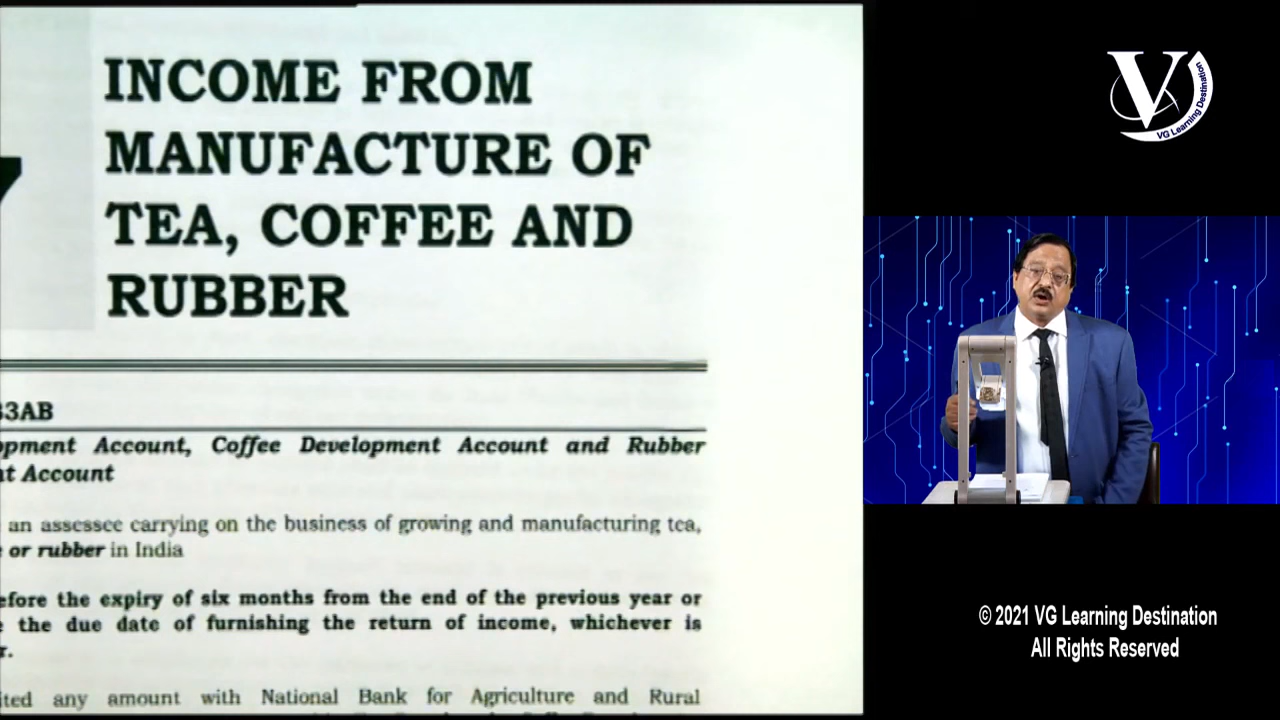 INCOME FROM
MANUFACTURE OF
TEA, COFFEE AND
RUBBER
33AB
opment Account, Coffee Development Account and Rubber
nt Account
an assessee carrying on the business of growing and manufacturing tea,
or rubber in India
efore the expiry of six months from the end of the previous year or
the due date of furnishing the return of income, whichever is
r.
ited any amount with National Bank for Agriculture and Rural
V
VG Learning Destination
© 2021 VG Learning Destination
All Rights Reserved